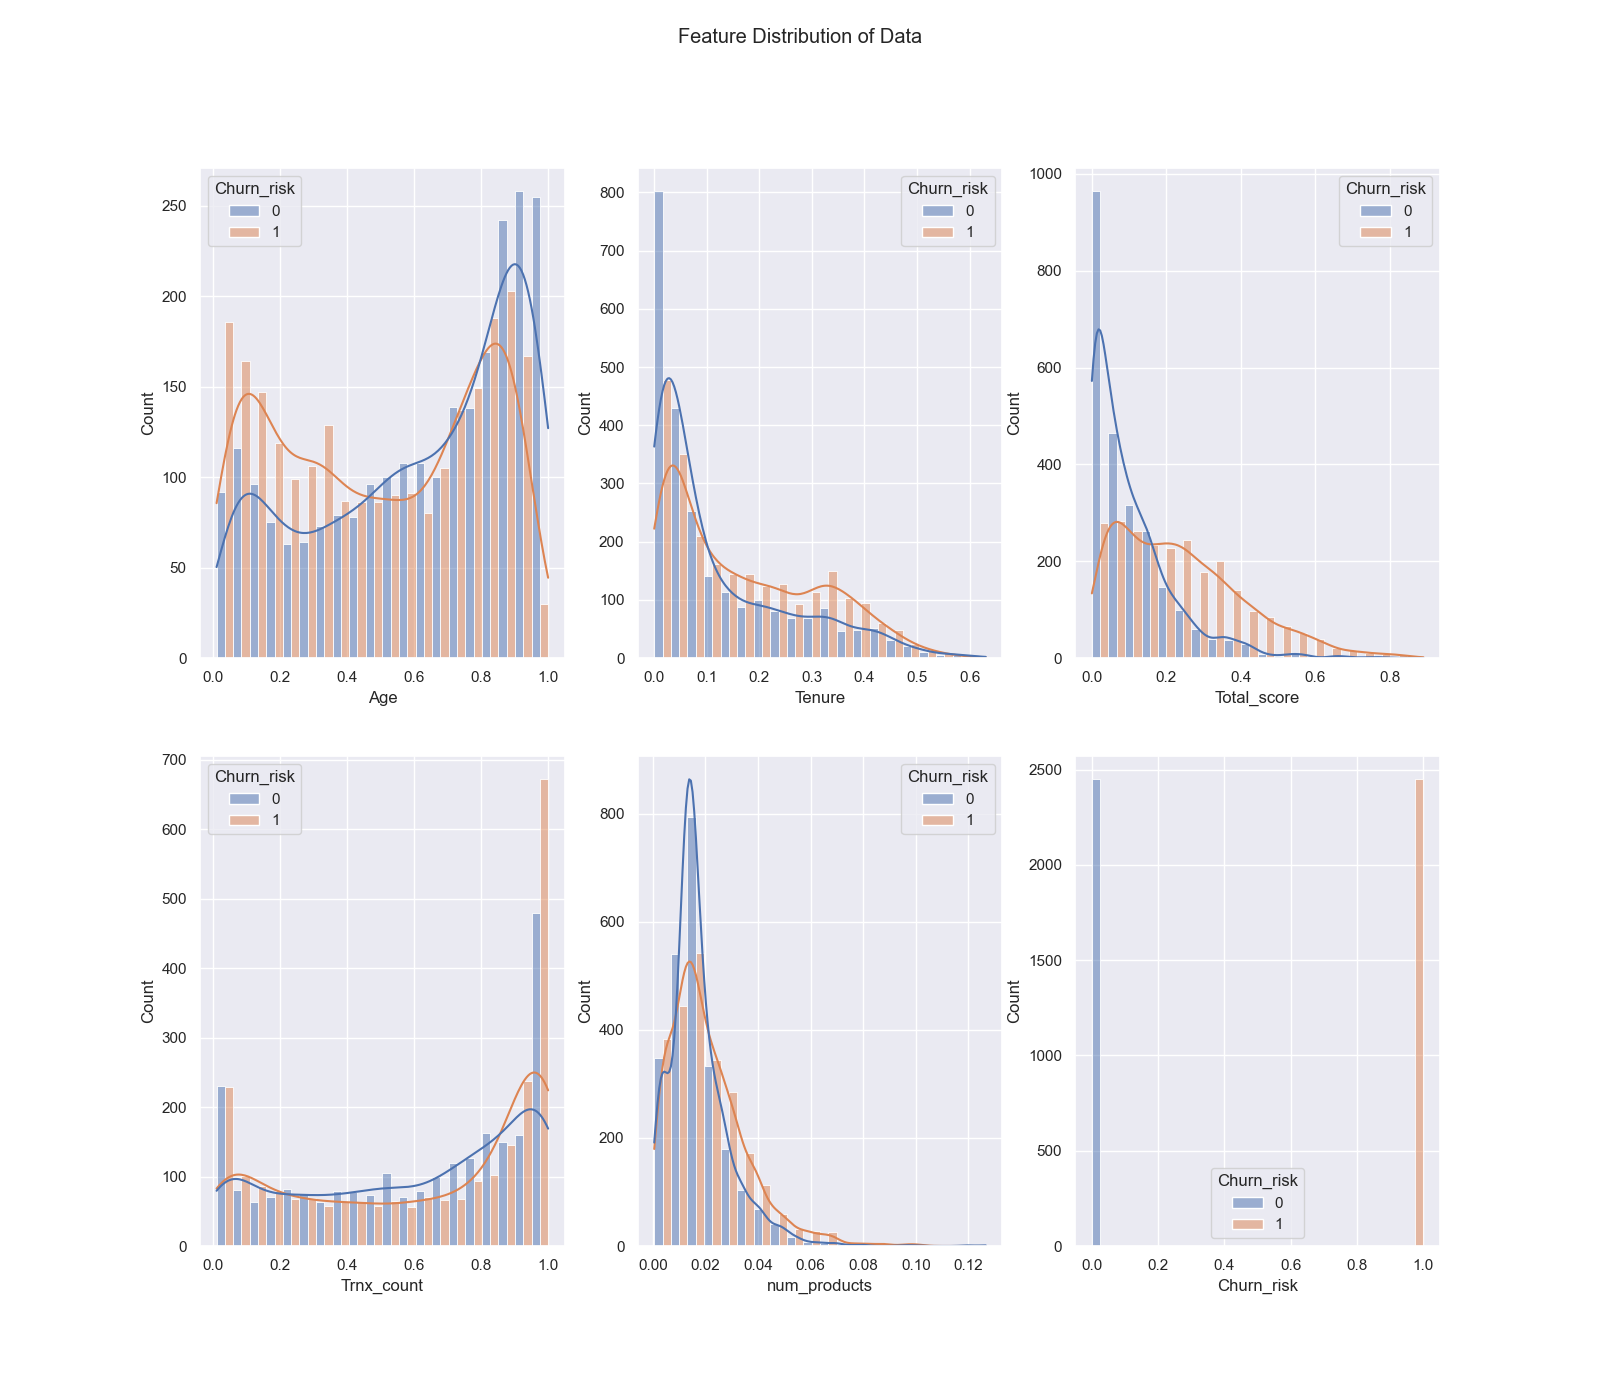 Feature Distribution of Data
Churn_risk
0
1
250
200
150
100
50
0
Count
0.0 0.2 0.4 0.6 0.8 1.0
Age
Churn_risk
0
1
800
700
600
500
400
300
200
100
0
Count
0.0 0.1 0.2 0.3 0.4 0.5 0.6
Tenure
Churn_risk
0
1
1000
800
600
400
200
0
Count
0.0 0.2 0.4 0.6 0.8
Total_score
Churn_risk
0
1
700
600
500
400
300
200
100
0
Count
0.0 0.2 0.4 0.6 0.8 1.0
Trnx_count
Churn_risk
0
1
800
600
400
200
0
Count
0.00 0.02 0.04 0.06 0.08 0.10 0.12
num_products
2500
2000
1500
1000
500
0
Count
Churn_risk
0
1
0.0 0.2 0.4 0.6 0.8 1.0
Churn_risk